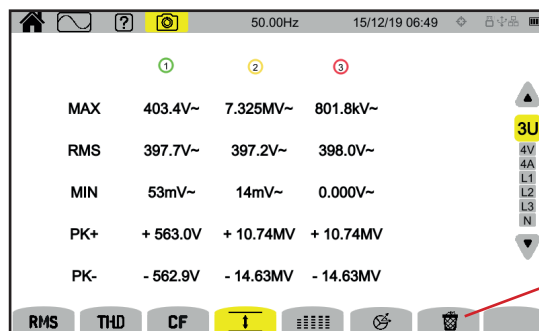 ? 50.00Hz 15/12/19 06:49
1 2 3
MAX 403.4V~ 7.325MV~ 801.8kV~
3U
RMS 397.7V~ 397.2V~ 398.0V~
4V
4A
L1
MIN 53mV~ 14mV~ 0.000V~
L2
L3
N
PK+ + 563.0V + 10.74MV + 10.74MV
PK- - 562.9V - 14.63MV - 14.63MV
RMS THD CF